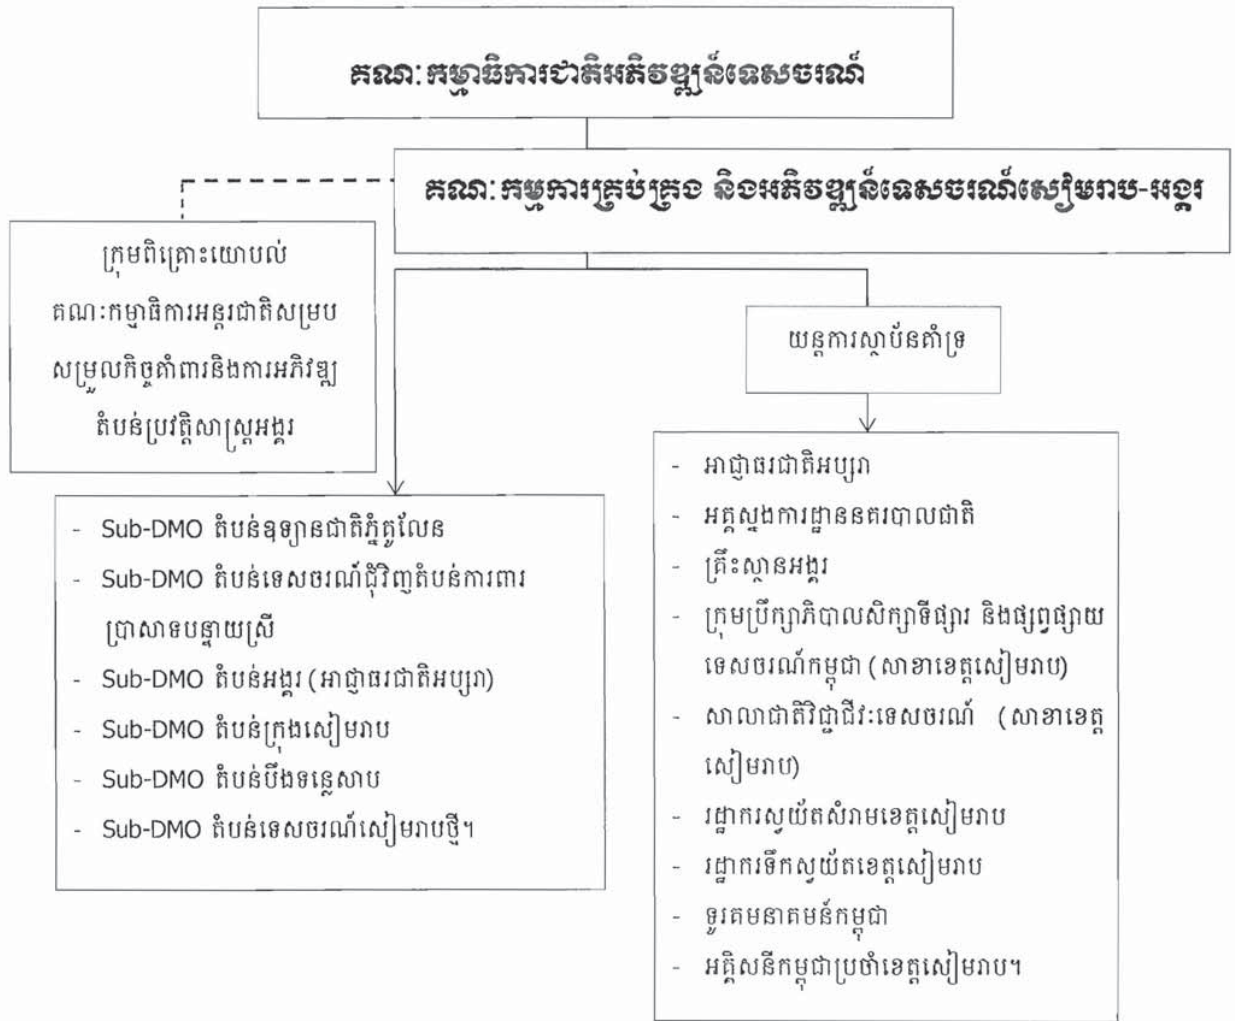 គណៈកម្មាធិការជាតិអភិវឌ្ឍន៍ទេសចរណ៍
គណៈកម្មការគ្រប់គ្រង និងអភិវឌ្ឍន៍ទេសចរណ៍សៀមរាប-អង្គរ
ក្រុមពិគ្រោះយោបល់
គណៈកម្មាធិការអន្តរជាតិសម្រប
សម្រួលកិច្ចគាំពារនិងការអភិវឌ្ឍ
តំបន់ប្រវត្តិសាស្ត្រអង្គរ
យន្តការស្ថាប័នគាំទ្រ
- Sub-DMO តំបន់ឧទ្យានជាតិភ្នំគូលែន
- Sub-DMO តំបន់ទេសចរណ៍ជុំវិញតំបន់ការពារ
ប្រាសាទបន្ទាយស្រី
- Sub-DMO តំបន់អង្គរ (អាជ្ញាធរជាតិអប្សរា)
- Sub-DMO តំបន់ក្រុងសៀមរាប
- Sub-DMO តំបន់បឹងទន្លេសាប
- Sub-DMO តំបន់ទេសចរណ៍សៀមរាបថ្មី។
- អាជ្ញាធរជាតិអប្សរា
- អគ្គស្នងការដ្ឋាននគរបាលជាតិ
- គ្រឹះស្ថានអង្គរ
- ក្រុមប្រឹក្សាភិបាលសិក្សាទីផ្សារ និងផ្សព្វផ្សាយ
ទេសចរណ៍កម្ពុជា (សាខាខេត្តសៀមរាប)
- សាលាជាតិវិជ្ជាជីវៈទេសចរណ៍ (សាខាខេត្ត
សៀមរាប)
- រដ្ឋាករស្វយ័តសំរាមខេត្តសៀមរាប
- រដ្ឋាករទឹកស្វយ័តខេត្តសៀមរាប
- ទូរគមនាគមន៍កម្ពុជា
- អគ្គិសនីកម្ពុជាប្រចាំខេត្តសៀមរាប។